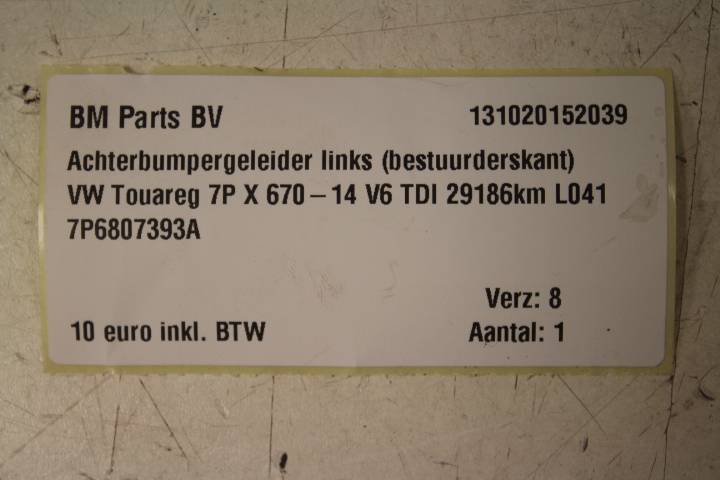 BM Parts BV 131020152039
Achterbumpergeleider links (bestuurderskant)
VW Touareg 7P X 670–14 V6 TDI 29186km L041
7P6807393A
Verz: 8
10 euro inkl. BTW Aantal: 1